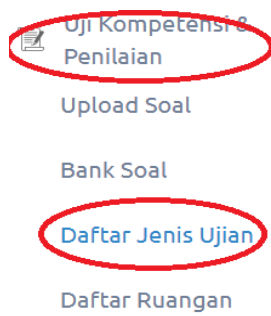 Uji Kompetensi &
Penilaian
Upload Soal
Bank Soal
Daftar Jenis Ujian
Daftar Ruangan